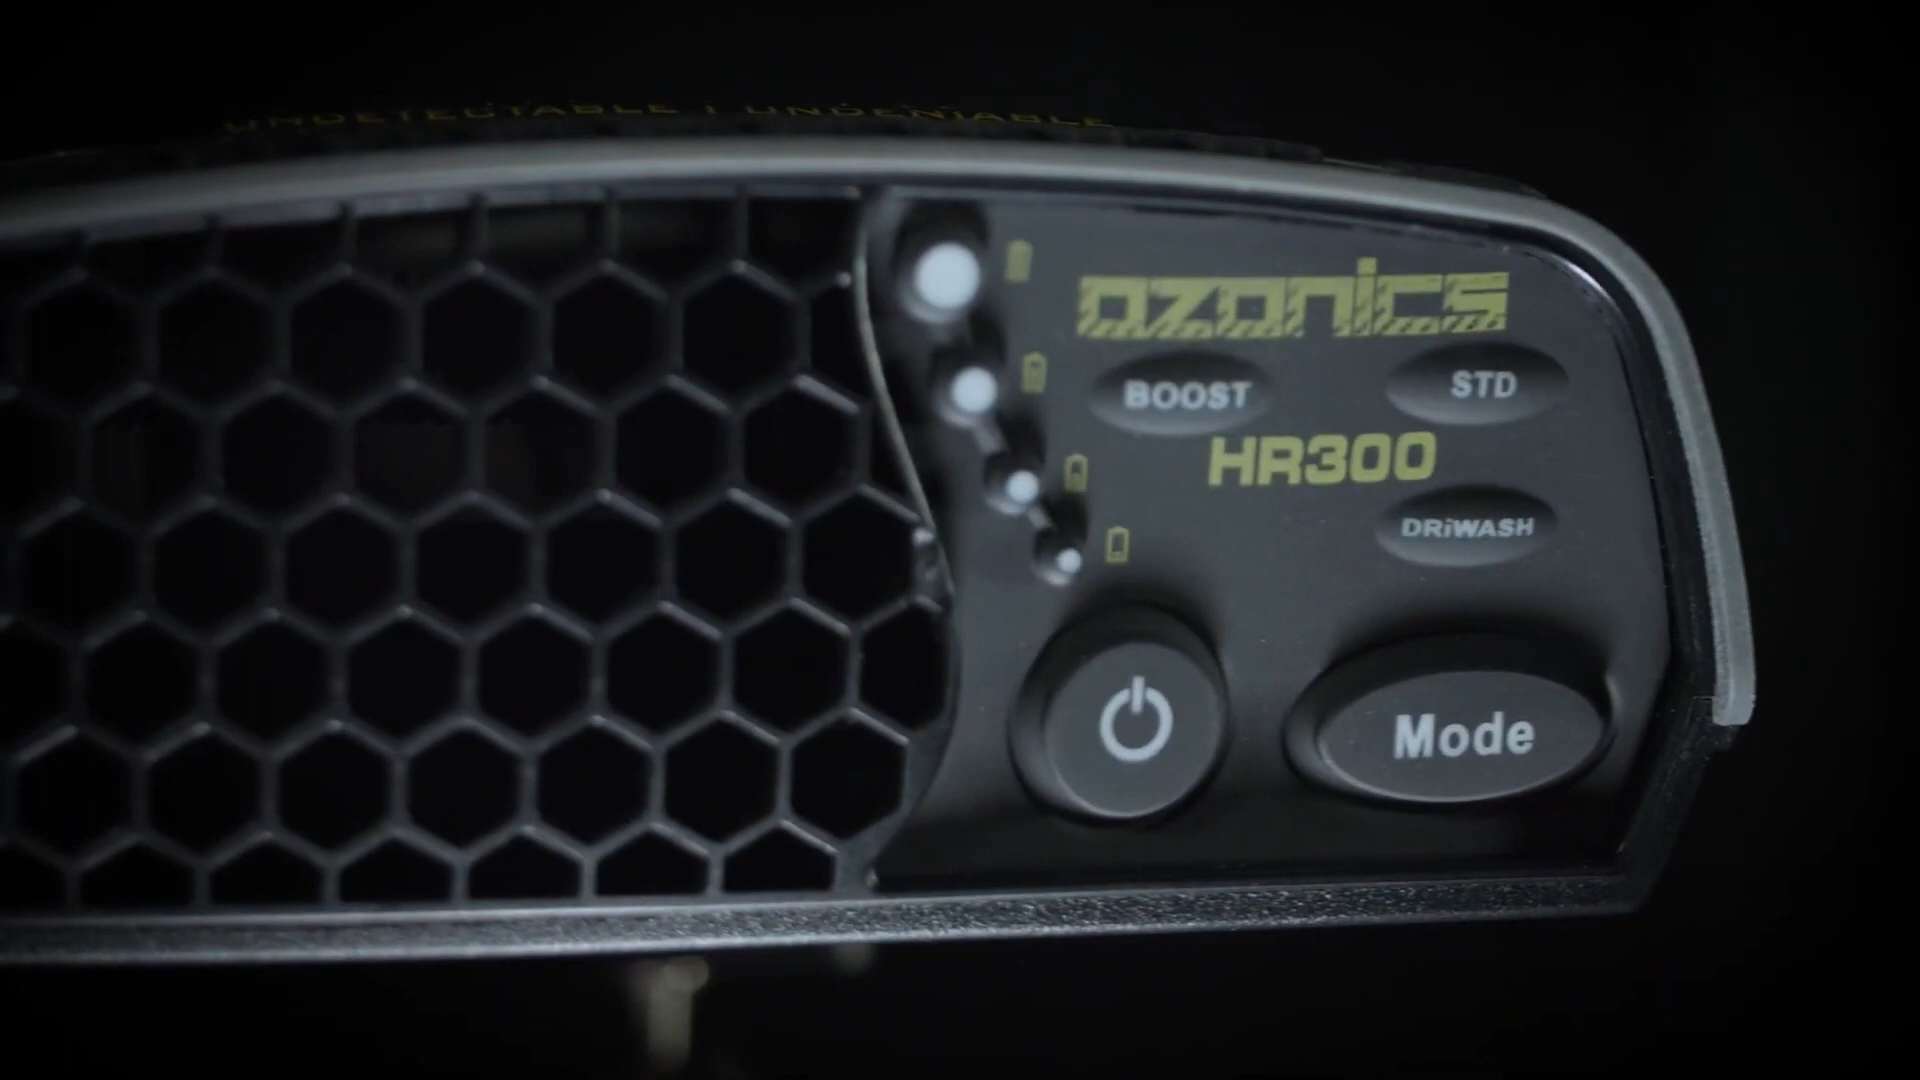 UNDETECTABLE | UNDENIABLE
ozonics
BOOST
STD
HR300
DRiWASH
Mode